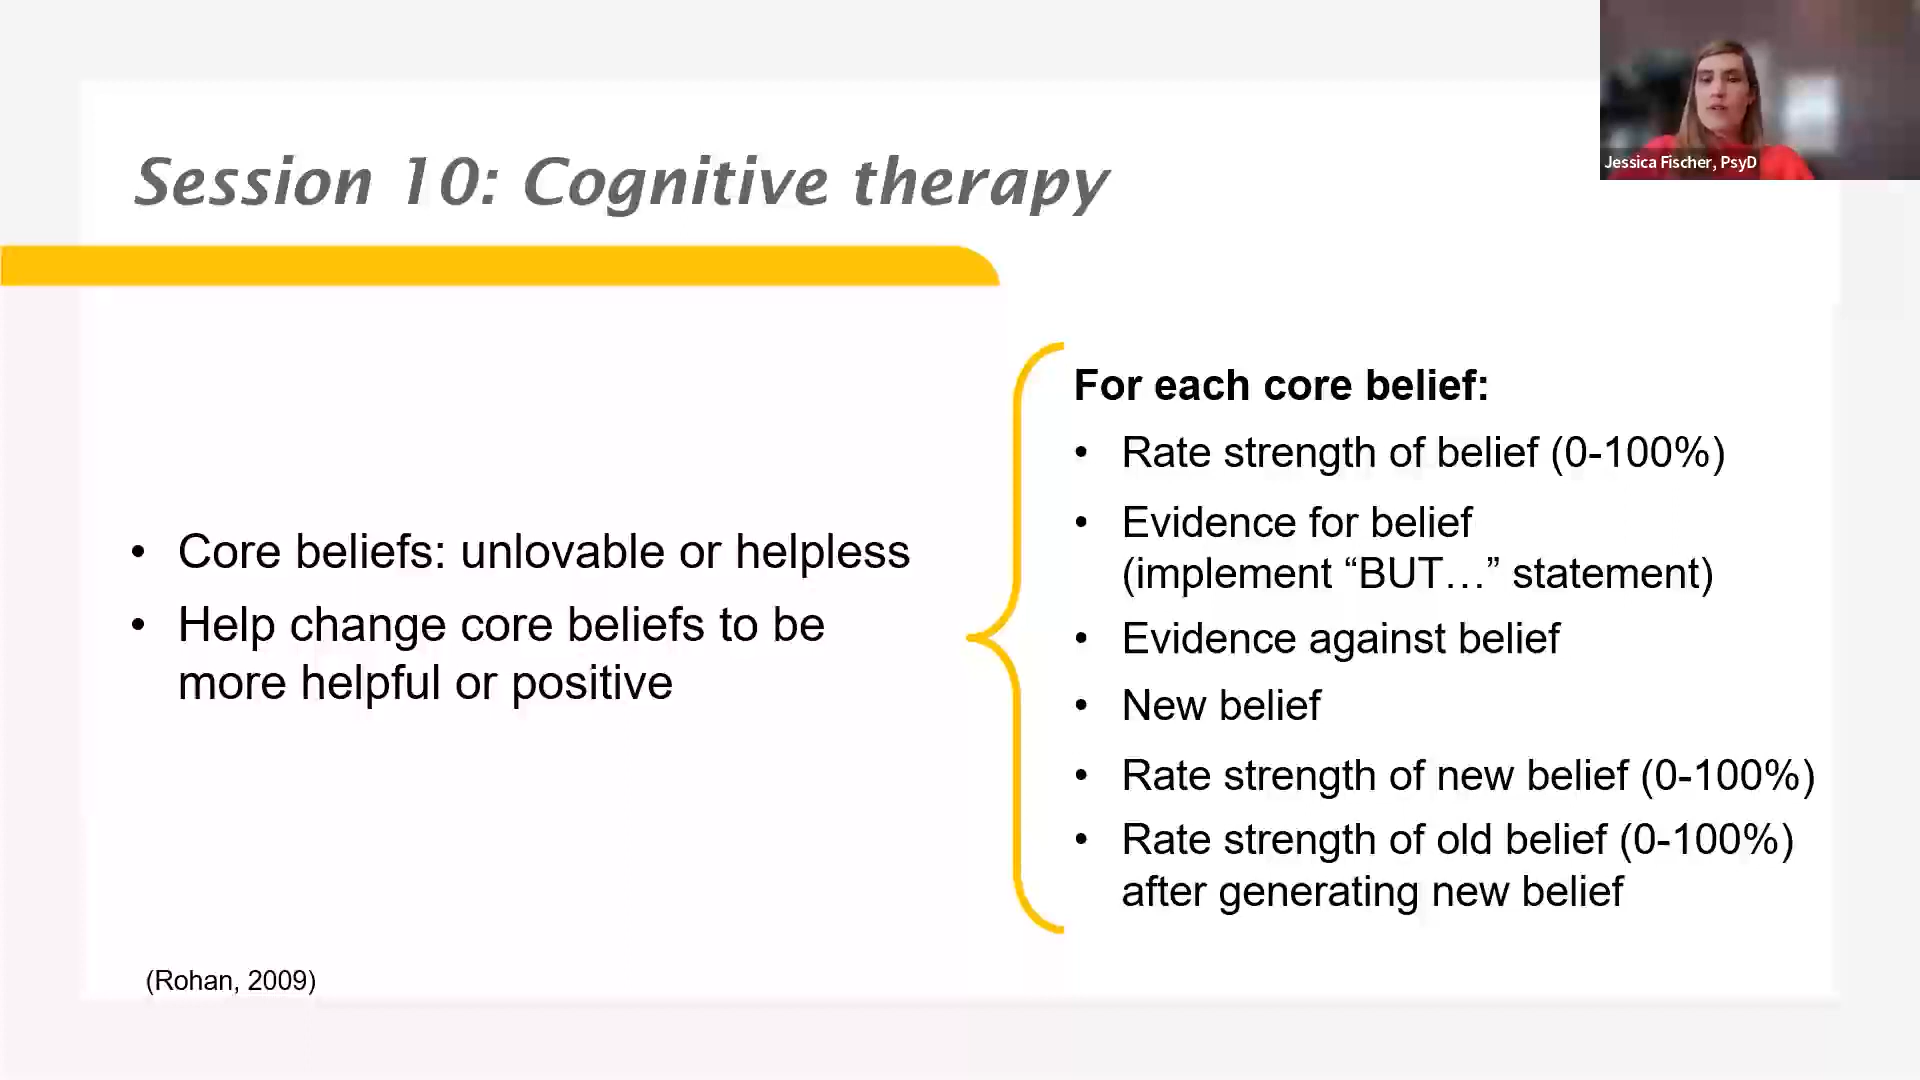 Jessica Fischer, PsyD
Session 10: Cognitive therapy
• Core beliefs: unlovable or helpless
• Help change core beliefs to be
more helpful or positive
For each core belief:
• Rate strength of belief (0-100%)
• Evidence for belief
(implement “BUT…” statement)
• Evidence against belief
• New belief
• Rate strength of new belief (0-100%)
• Rate strength of old belief (0-100%)
after generating new belief
(Rohan, 2009)